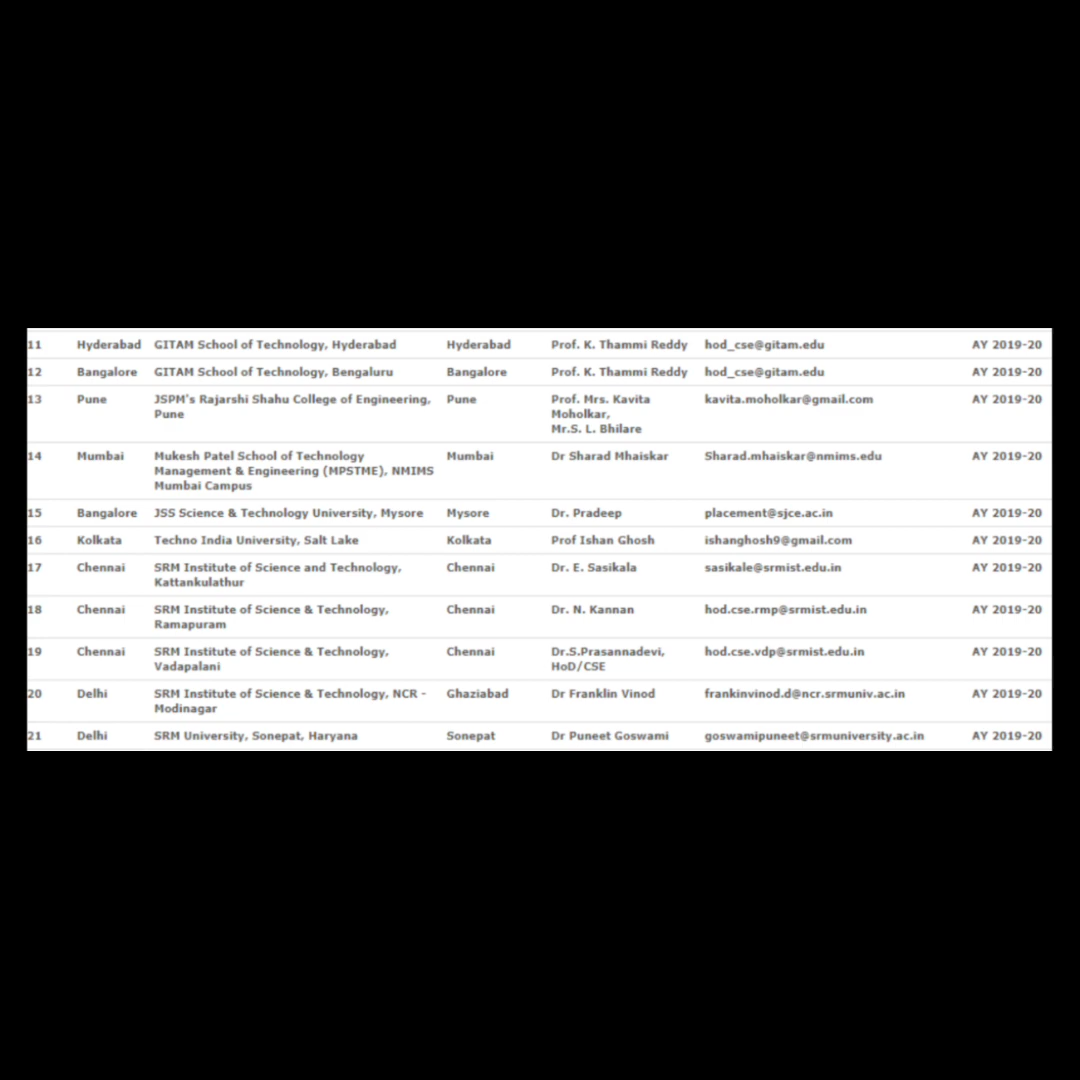 11 Hyderabad GITAM School of Technology, Hyderabad Hyderabad Prof. K. Thammi Reddy hod_cse@gitam.edu AY 2019-20
12 Bangalore GITAM School of Technology, Bengaluru Bangalore Prof. K. Thammi Reddy hod_cse@gitam.edu AY 2019-20
13 Pune JSPM's Rajarshi Shahu College of Engineering, Pune Prof. Mrs. Kavita kavita.moholkar@gmail.com AY 2019-20
Pune Moholkar,
Mr.S. L. Bhilare
14 Mumbai Mukesh Patel School of Technology Mumbai Dr Sharad Mhaiskar Sharad.mhaiskar@nmims.edu AY 2019-20
Management & Engineering (MPSTME), NMIMS
Mumbai Campus
15 Bangalore JSS Science & Technology University, Mysore Mysore Dr. Pradeep placement@sjce.ac.in AY 2019-20
16 Kolkata Techno India University, Salt Lake Kolkata Prof Ishan Ghosh ishanghosh9@gmail.com AY 2019-20
17 Chennai SRM Institute of Science and Technology, Chennai Dr. E. Sasikala sasikale@srmist.edu.in AY 2019-20
Kattankulathur
18 Chennai SRM Institute of Science & Technology, Chennai Dr. N. Kannan hod.cse.rmp@srmist.edu.in AY 2019-20
Ramapuram
19 Chennai SRM Institute of Science & Technology, Chennai Dr.S.Prasannadevi, hod.cse.vdp@srmist.edu.in AY 2019-20
Vadapalani HoD/CSE
20 Delhi SRM Institute of Science & Technology, NCR - Ghaziabad Dr Franklin Vinod frankinvinod.d@ncr.srmuniv.ac.in AY 2019-20
Modinagar
21 Delhi SRM University, Sonepat, Haryana Sonepat Dr Puneet Goswami goswamipuneet@srmuniversity.ac.in AY 2019-20